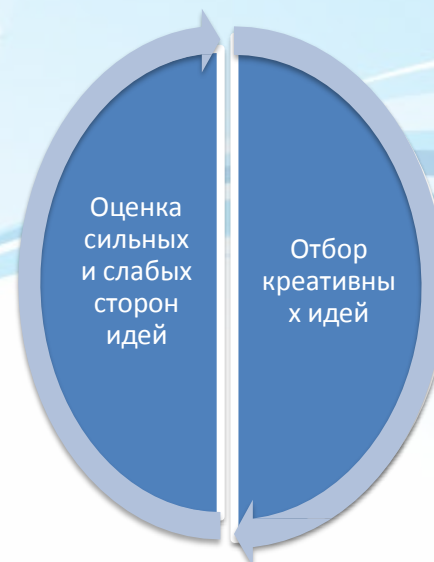 Оценка
сильных
и слабых
сторон
идей
Отбор
креативны
х идей